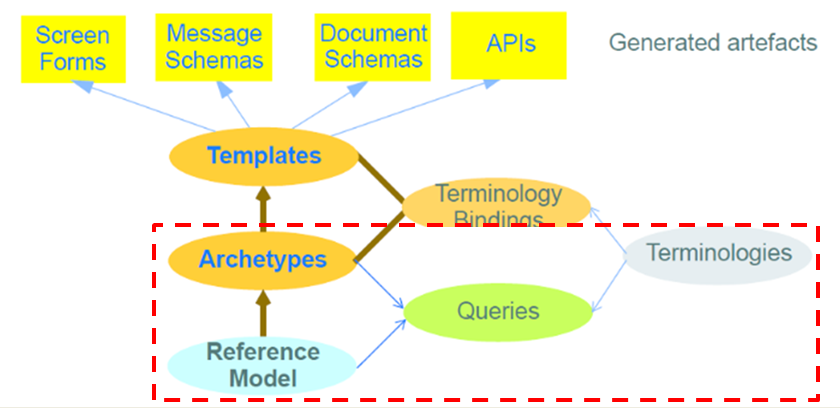 Screen
Forms
Message
Schemas
Document
Schemas
APIs
Generated artefacts
Templates
Terminology
Bindings
Archetypes
Terminologies
Queries
Reference
Model